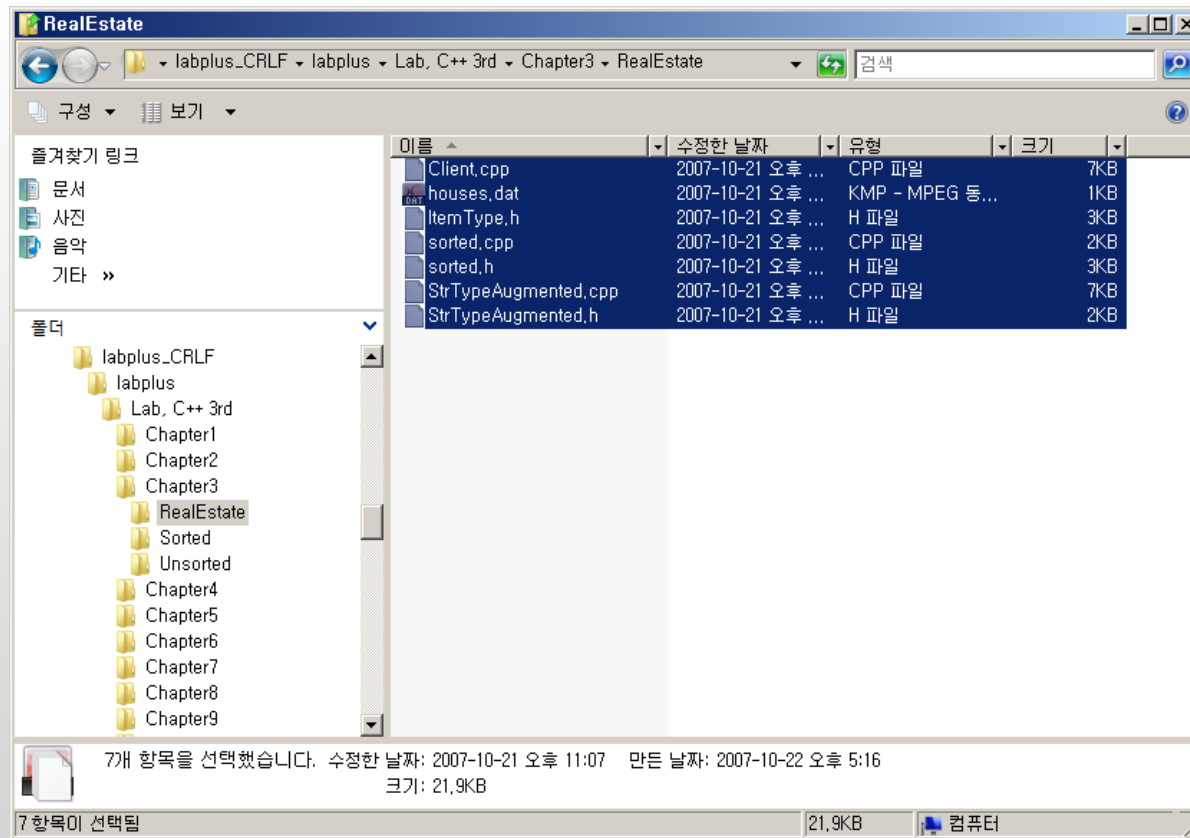 RealEstate
labplus_CRLF labplus Lab, C++ 3rd Chapter3 RealEstate 검색
구성 보기
즐겨찾기 링크
문서
사진
음악
기타 »
폴더
labplus_CRLF
labplus
Lab, C++ 3rd
Chapter1
Chapter2
Chapter3
RealEstate
Sorted
Unsorted
Chapter4
Chapter5
Chapter6
Chapter7
Chapter8
Chapter9
이름 수정한 날짜 유형 크기
Client,cpp 2007-10-21 오후 ... CPP 파일 7KB
houses,dat 2007-10-21 오후 ... KMP - MPEG 동... 1KB
ItemType,h 2007-10-21 오후 ... H 파일 3KB
sorted,cpp 2007-10-21 오후 ... CPP 파일 2KB
sorted,h 2007-10-21 오후 ... H 파일 3KB
StrTypeAugmented,cpp 2007-10-21 오후 ... CPP 파일 7KB
StrTypeAugmented,h 2007-10-21 오후 ... H 파일 2KB
7개 항목을 선택했습니다. 수정한 날짜: 2007-10-21 오후 11:07 만든 날짜: 2007-10-22 오후 5:16
크기: 21,9KB
7 항목이 선택됨 21,9KB 컴퓨터